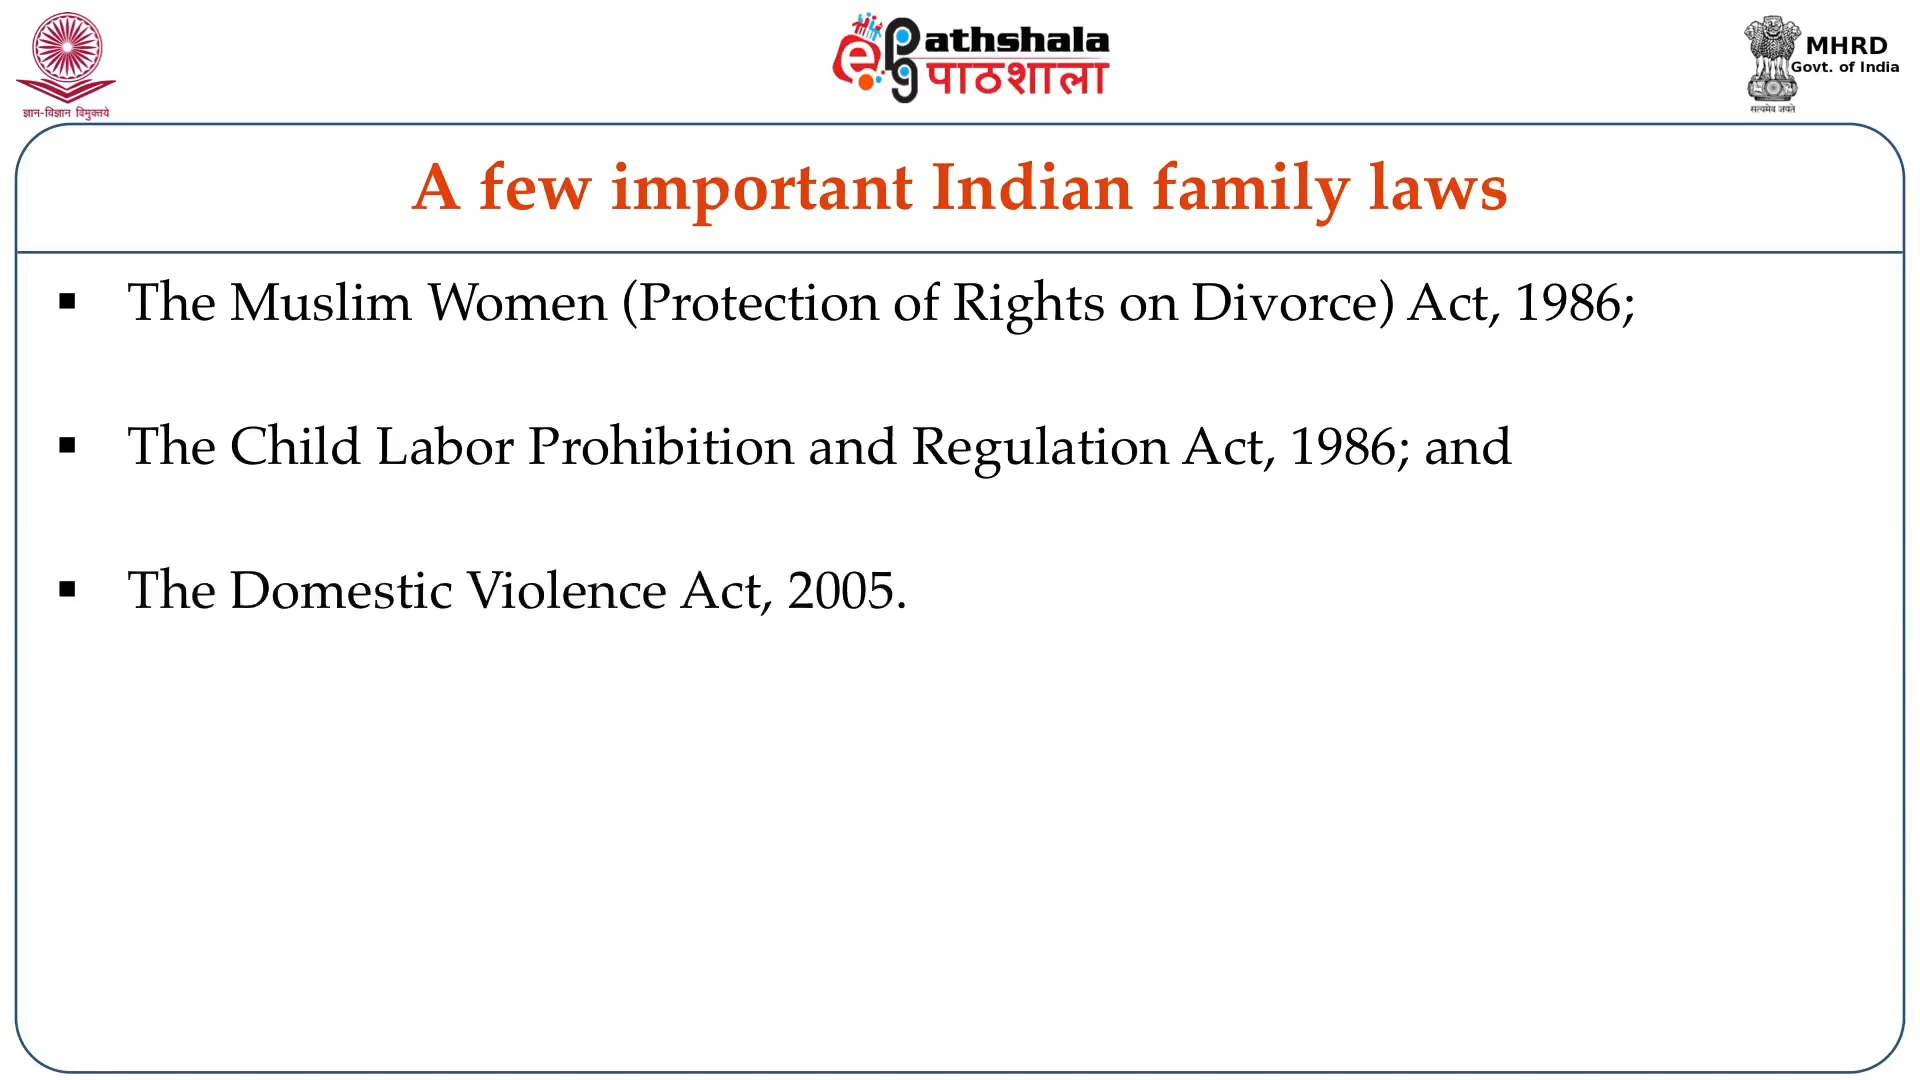 ज्ञान-विज्ञान विमुक्तये
e Pg Pathshala
पाठशाला
सत्यमेव जयते
MHRD
Govt. of India
A few important Indian family laws
▪ The Muslim Women (Protection of Rights on Divorce) Act, 1986;
▪ The Child Labor Prohibition and Regulation Act, 1986; and
▪ The Domestic Violence Act, 2005.